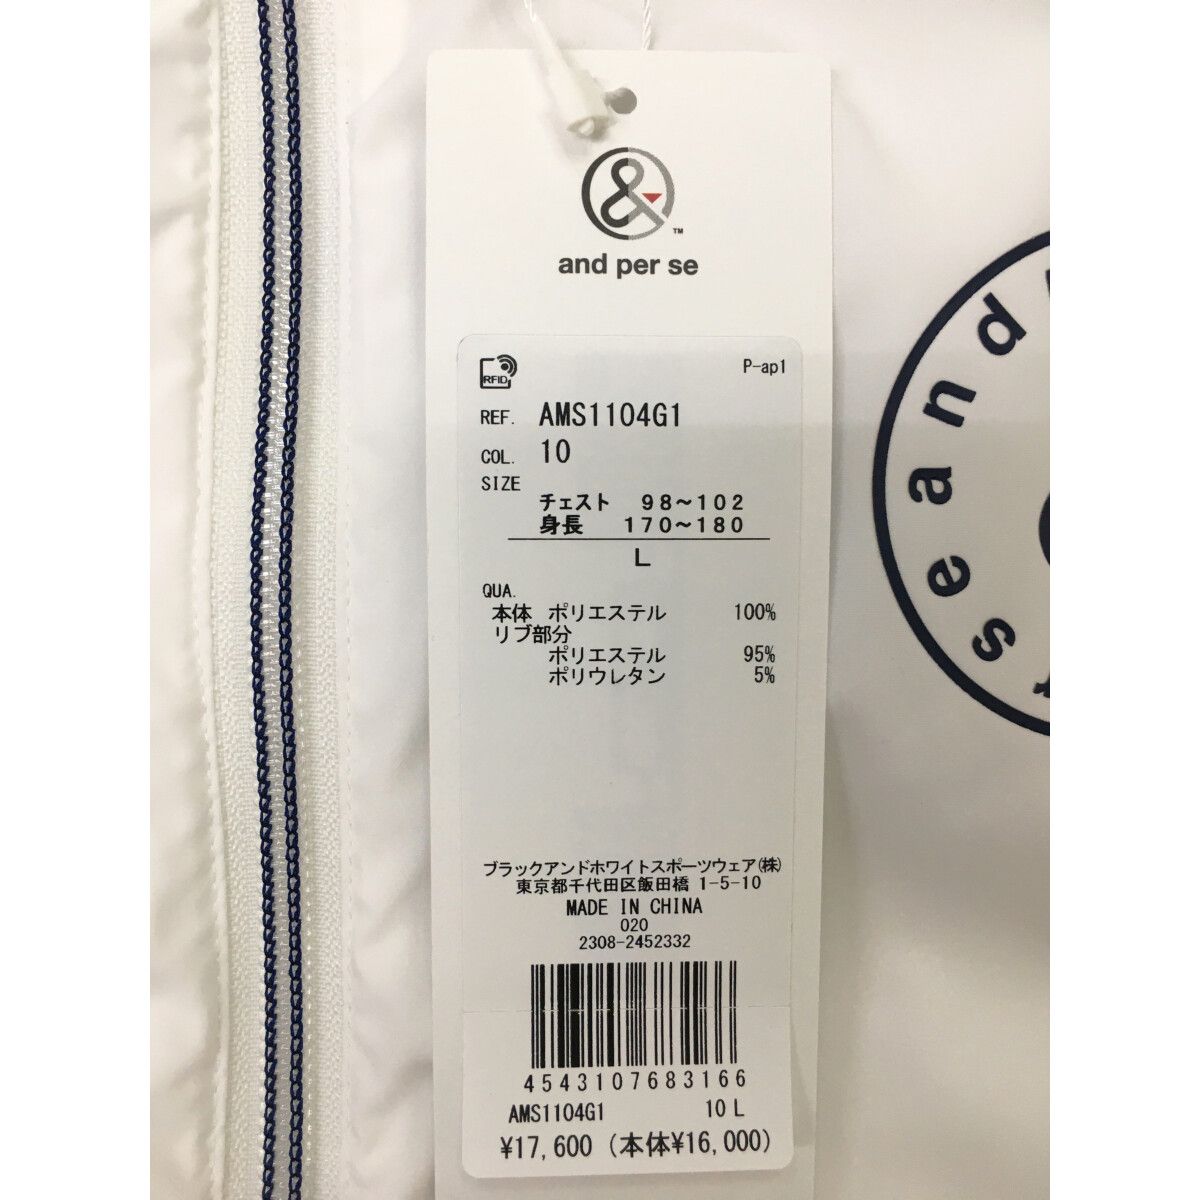 TM
and per se
RFID
P-ap1
REF. AMS1104G1
COL. 10
SIZE
チェスト 98~102
身長 170~180
L
QUA.
本体 ポリエステル 100%
リブ部分
ポリエステル 95%
ポリウレタン 5%
ブラックアンドホワイトスポーツウェア(株)
東京都千代田区飯田橋 1-5-10
MADE IN CHINA
020
2308-2452332
4543107683166
AMS1104G1 10 L
¥17,600 (本体¥16,000)
seand